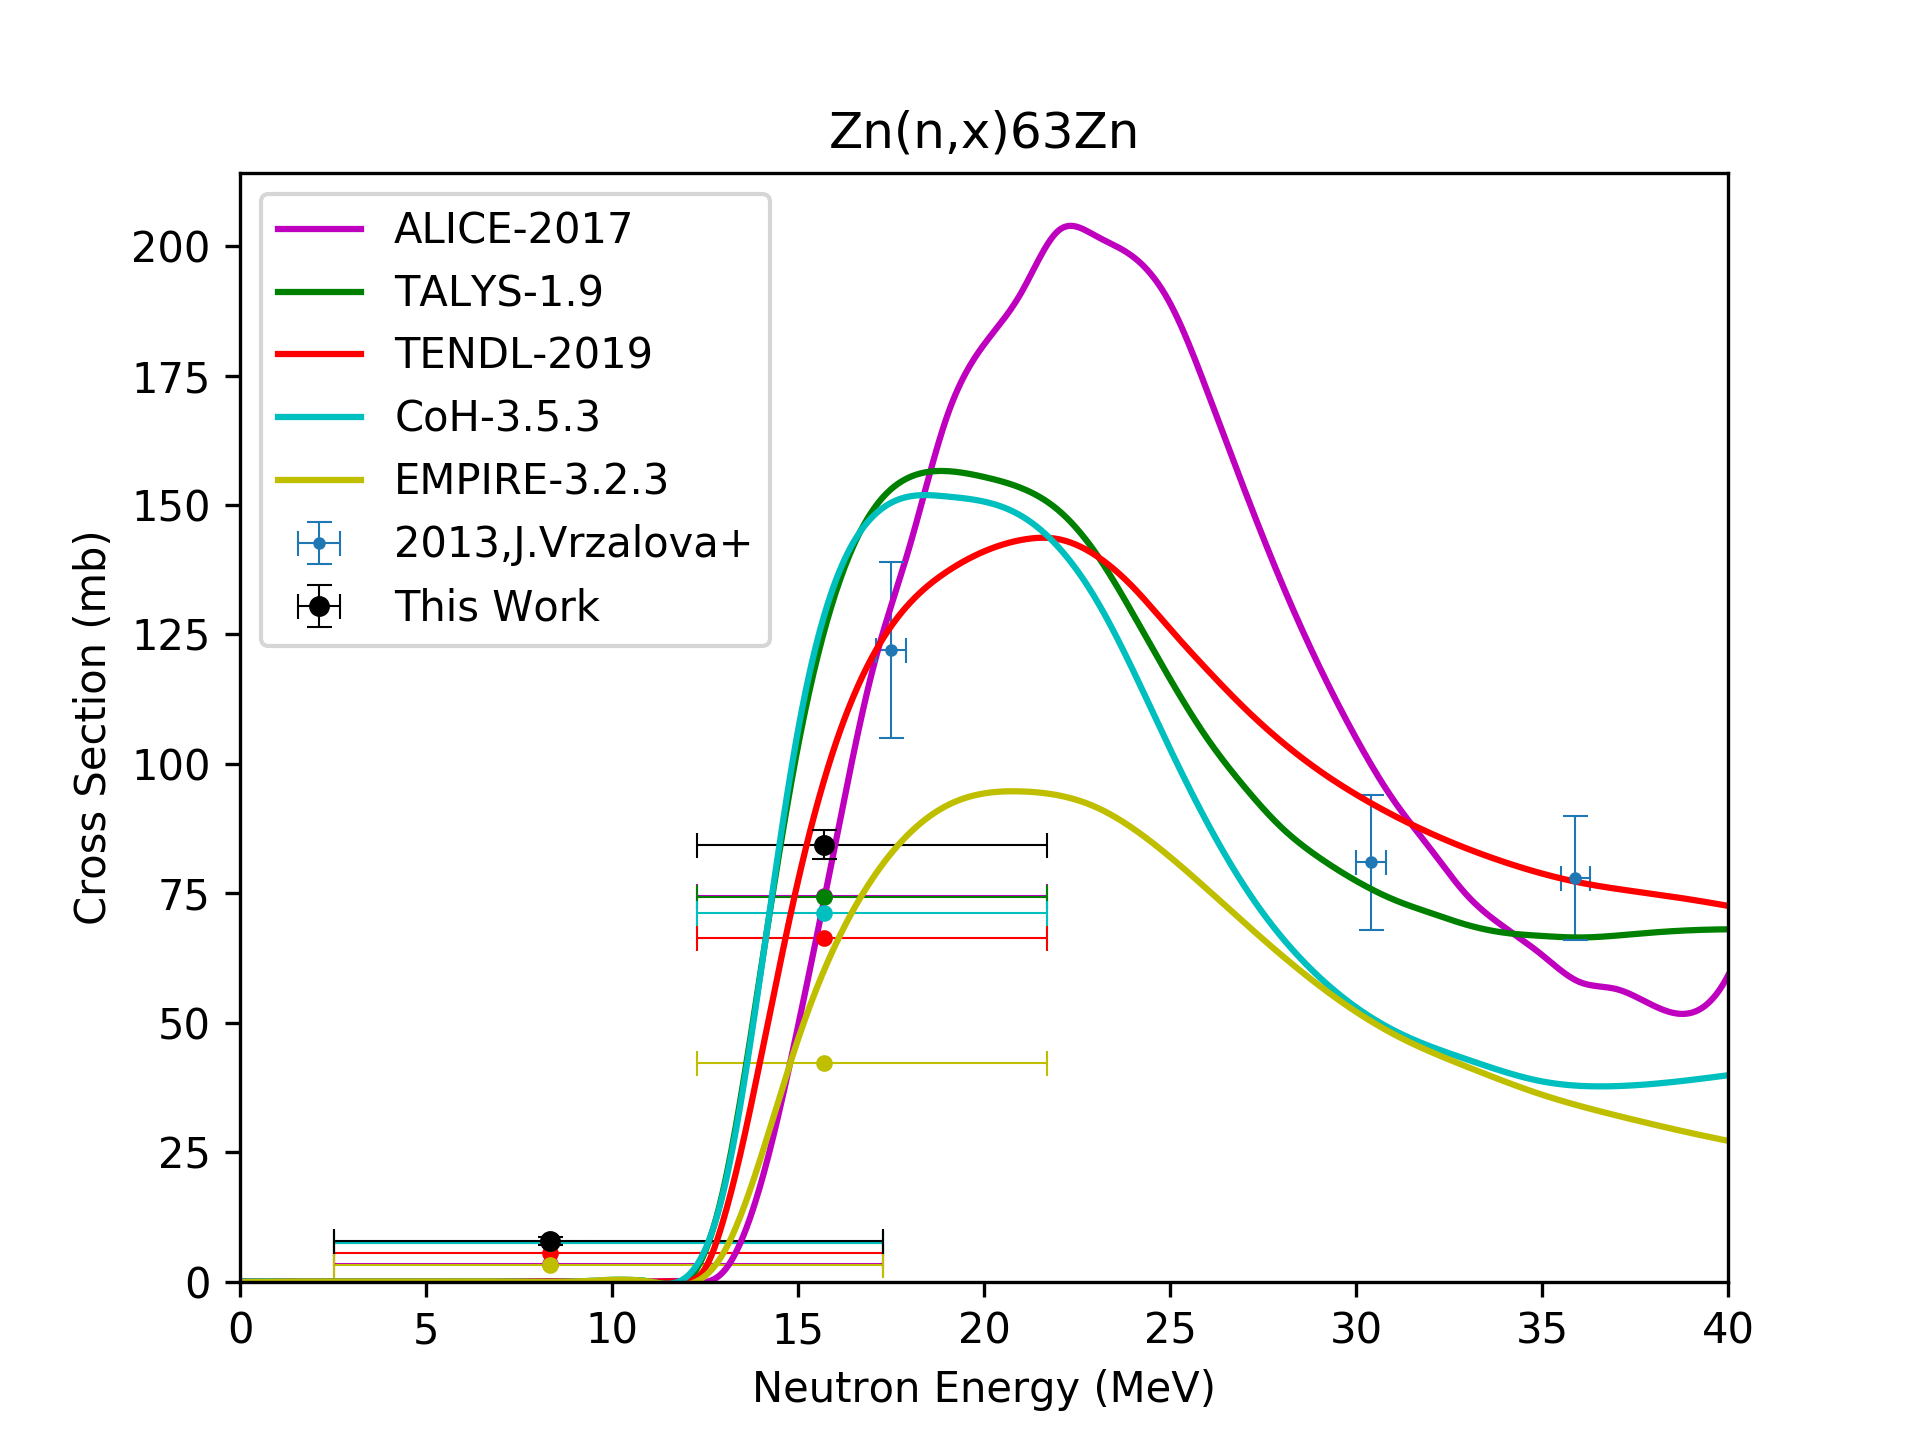 Zn(n,x)63Zn
ALICE-2017
TALYS-1.9
TENDL-2019
CoH-3.5.3
EMPIRE-3.2.3
2013,J.Vrzalova+
This Work
Cross Section (mb)
200
175
150
125
100
75
50
25
0
0 5 10 15 20 25 30 35 40
Neutron Energy (MeV)